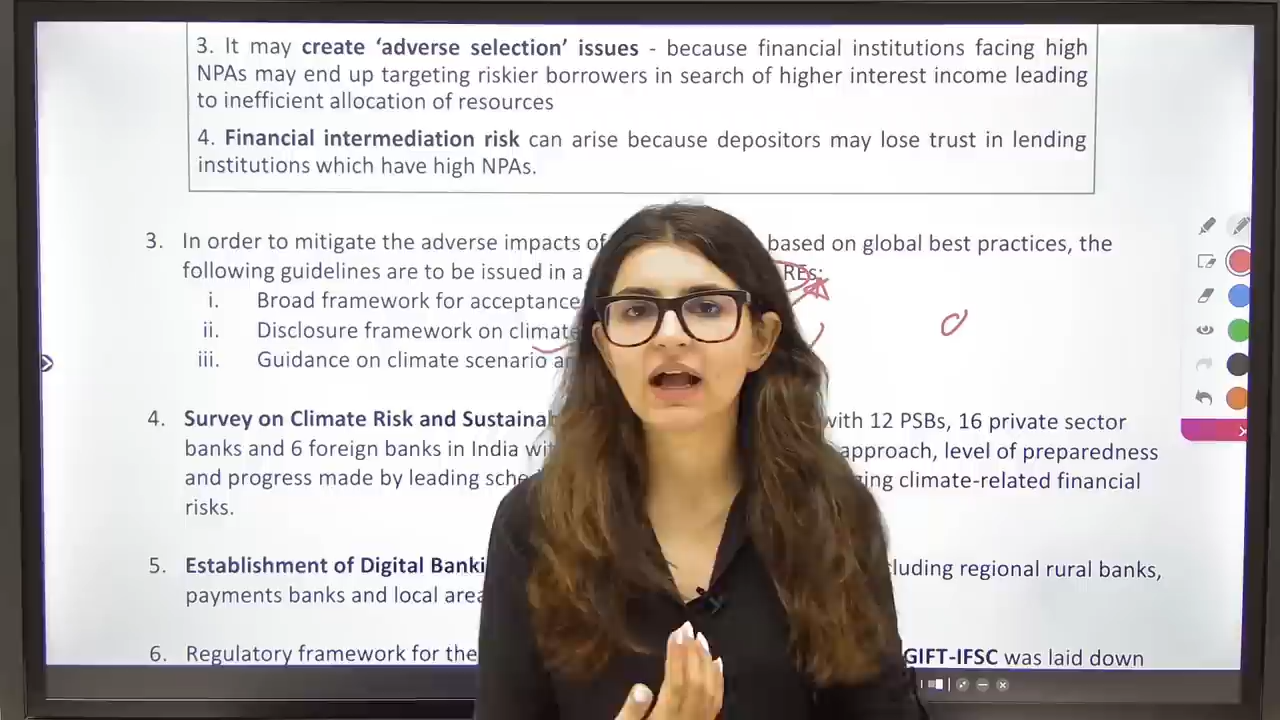 3. It may create ‘adverse selection’ issues - because financial institutions facing high
NPAs may end up targeting riskier borrowers in search of higher interest income leading
to inefficient allocation of resources
4. Financial intermediation risk can arise because depositors may lose trust in lending
institutions which have high NPAs.
3. In order to mitigate the adverse impacts of based on global best practices, the
following guidelines are to be issued in a REs:
i. Broad framework for acceptance
ii. Disclosure framework on climate
iii. Guidance on climate scenario
4. Survey on Climate Risk and with 12 PSBs, 16 private sector
banks and 6 foreign banks in India approach, level of preparedness
and progress made by leading climate-related financial
risks.
5. Establishment of Digital regional rural banks,
payments banks and local
6. Regulatory framework for the GIFT-IFSC was laid down